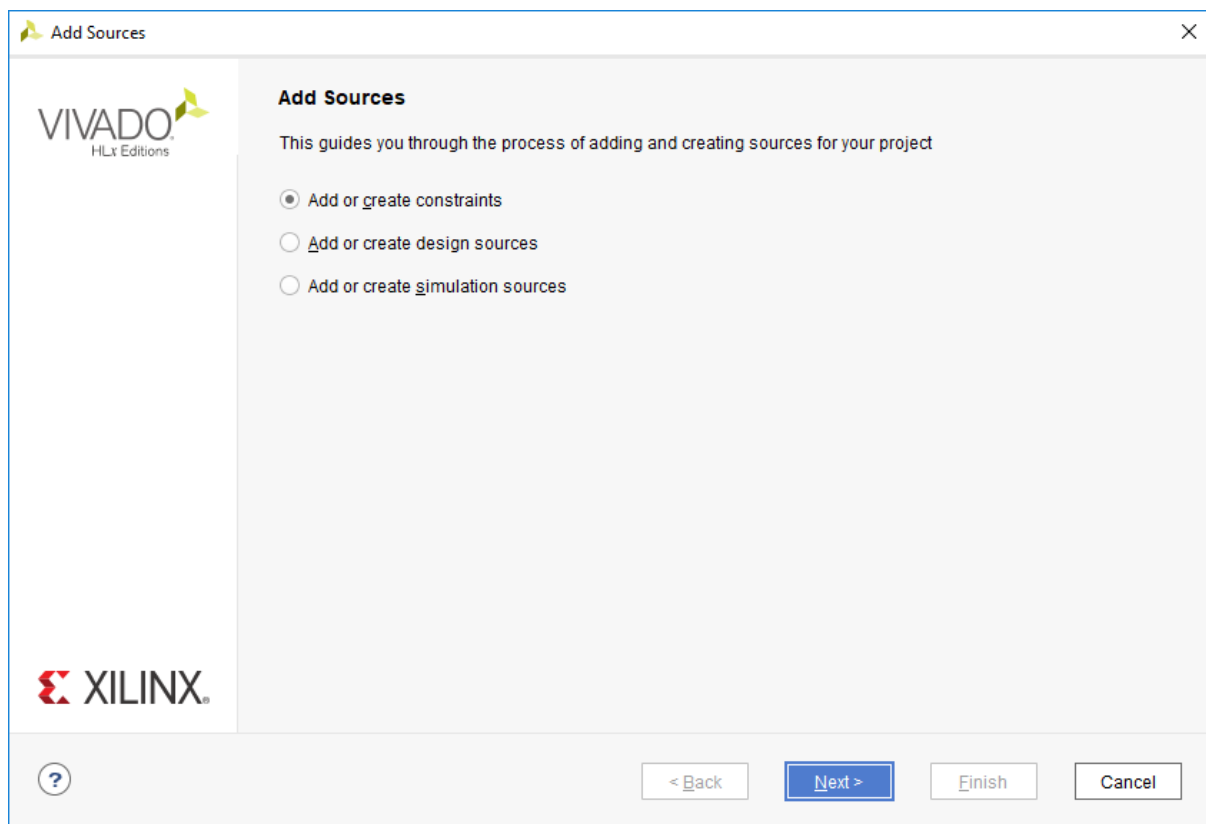 Add Sources
VIVADO
HLx Editions
Add Sources
This guides you through the process of adding and creating sources for your project
Add or create constraints
Add or create design sources
Add or create simulation sources
XILINX®
?
< Back
Next >
Finish
Cancel